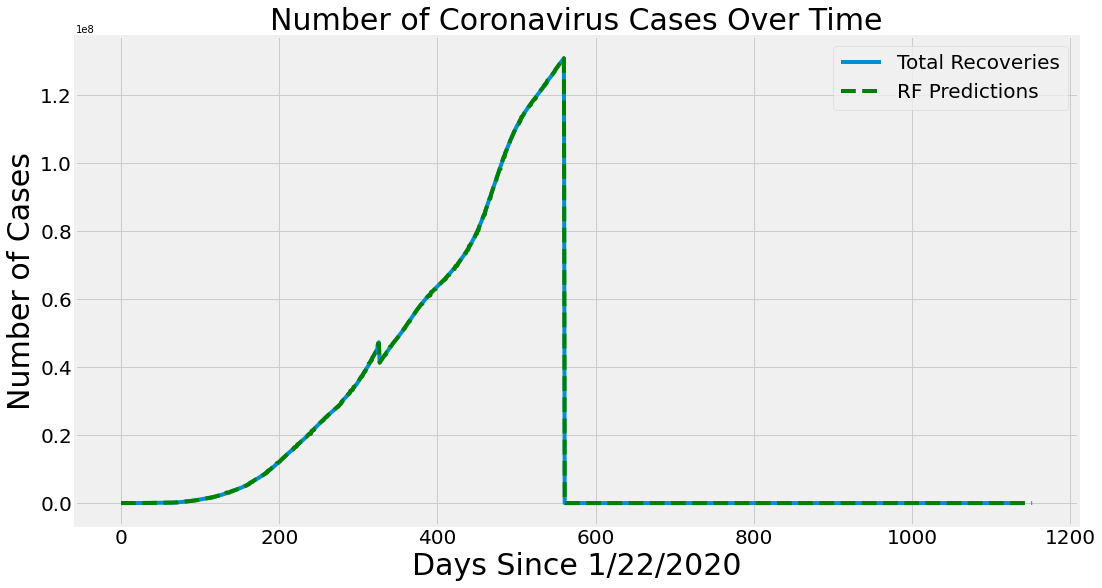 Number of Coronavirus Cases Over Time
1e8
Total Recoveries
RF Predictions
1.2
1.0
0.8
0.6
0.4
0.2
0.0
Number of Cases
0 200 400 600 800 1000 1200
Days Since 1/22/2020